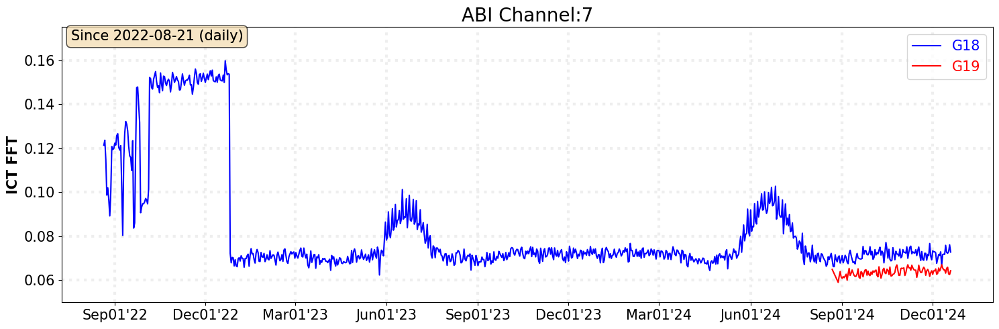 ABI Channel:7
Since 2022-08-21 (daily)
G18
G19
ICT FFT
0.16
0.14
0.12
0.10
0.08
0.06
Sep01'22
Dec01'22
Mar01'23
Jun01'23
Sep01'23
Dec01'23
Mar01'24
Jun01'24
Sep01'24
Dec01'24